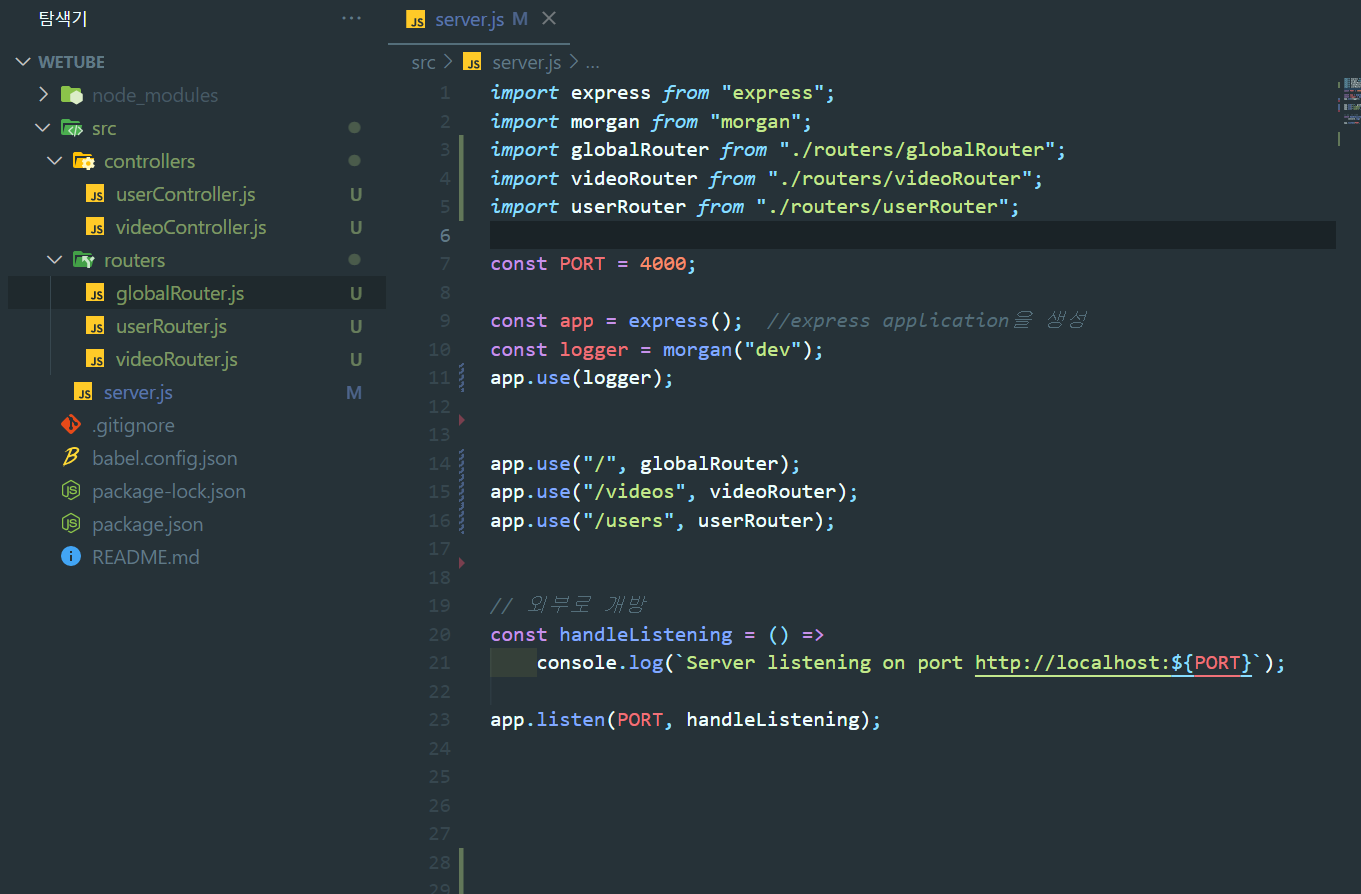 탐색기 ···
WETUBE
node_modules
src
controllers
userController.js U
videoController.js U
routers
globalRouter.js U
userRouter.js U
videoRouter.js U
server.js M
.gitignore
babel.config.json
package-lock.json
package.json
README.md
JS server.js M ×
src > JS server.js > ...
1 import express from "express";
2 import morgan from "morgan";
3 import globalRouter from "./routers/globalRouter";
4 import videoRouter from "./routers/videoRouter";
5 import userRouter from "./routers/userRouter";
6
7 const PORT = 4000;
8
9 const app = express();  //express application을 생성
10 const logger = morgan("dev");
11 app.use(logger);
12
13
14 app.use("/", globalRouter);
15 app.use("/videos", videoRouter);
16 app.use("/users", userRouter);
17
18
19 // 외부로 개방
20 const handleListening = () =>
21     console.log(`Server listening on port http://localhost:${PORT}`);
22
23 app.listen(PORT, handleListening);
24
25
26
27
28
29